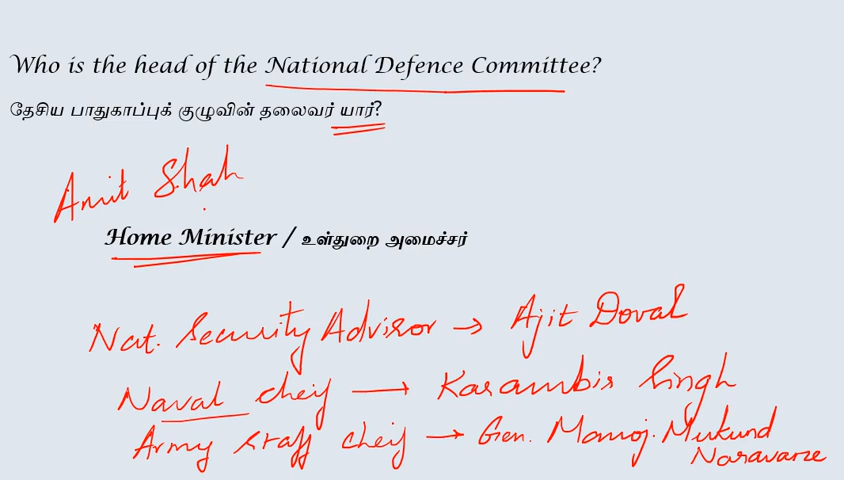 Who is the head of the National Defence Committee?
தேசிய பாதுகாப்புக் குழுவின் தலைவர் யார்?
Amit Shah
Home Minister / உள்துறை அமைச்சர்
Nat. Security Advisor → Ajit Doval
Naval cheif → Karambir Singh
Army staff cheif → Gen. Manoj. Mukund
Naravane